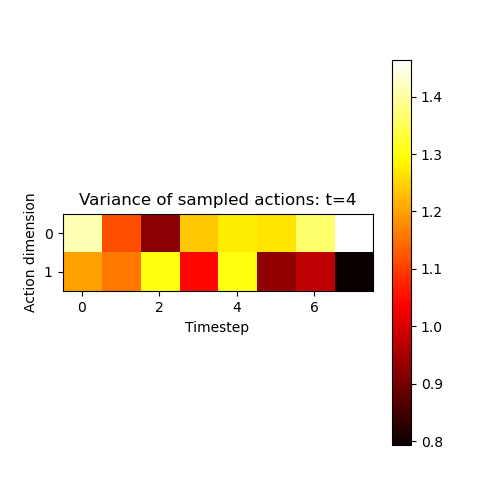 Variance of sampled actions: t=4
Action dimension
0
1
0 2 4 6
Timestep
1.4
1.3
1.2
1.1
1.0
0.9
0.8